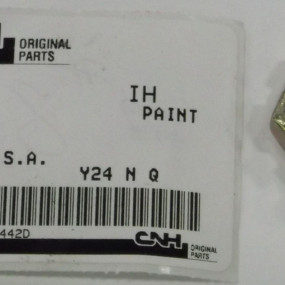 ORIGINAL
PARTS
IH
PAINT
S.A.
Y24 N Q
442D
CNH
ORIGINAL
PARTS